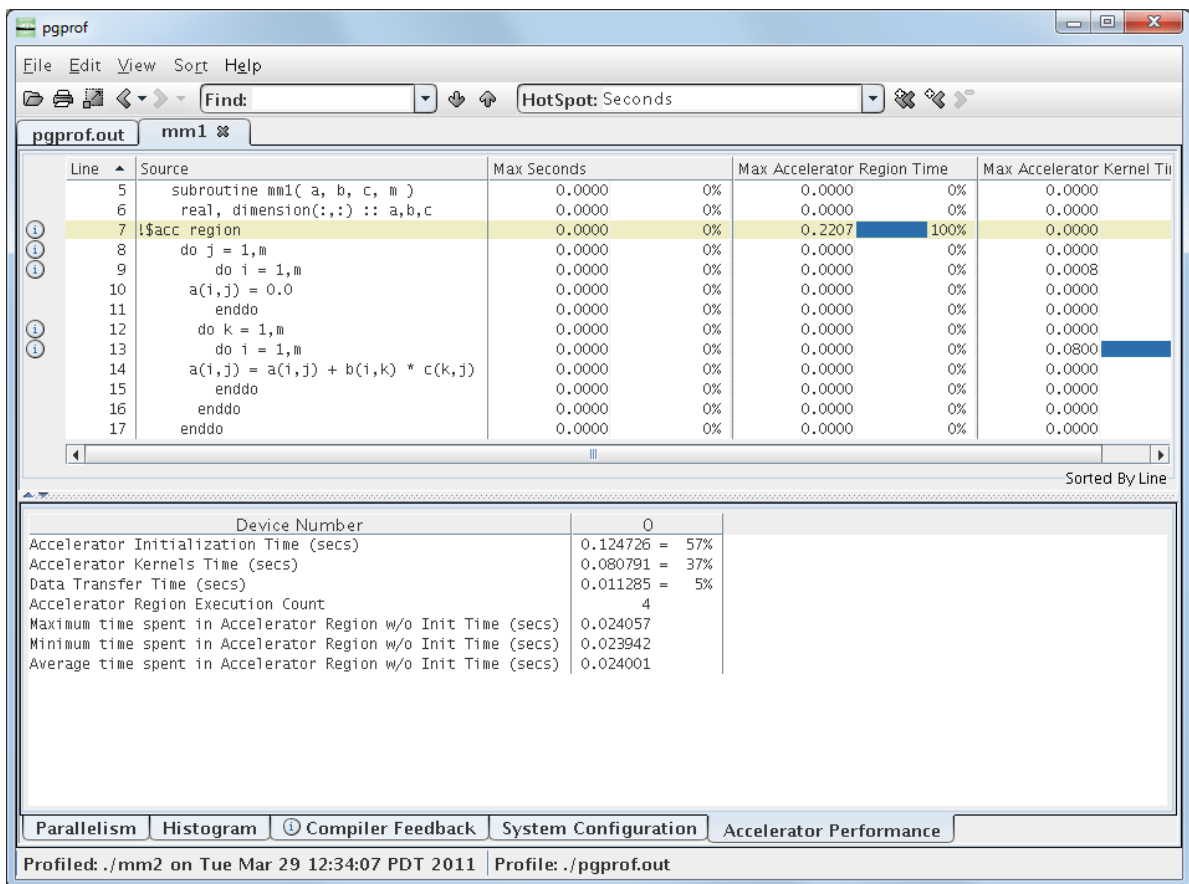 pgprof
File Edit View Sort Help
Find: HotSpot: Seconds
pgprof.out mm1
Line Source Max Seconds Max Accelerator Region Time Max Accelerator Kernel Ti
5 subroutine mm1( a, b, c, m ) 0.0000 0% 0.0000 0% 0.0000
6 real, dimension(:,:) :: a,b,c 0.0000 0% 0.0000 0% 0.0000
7 !$acc region 0.0000 0% 0.2207 100% 0.0000
8 do j = 1,m 0.0000 0% 0.0000 0% 0.0000
9 do i = 1,m 0.0000 0% 0.0000 0% 0.0008
10 a(i,j) = 0.0 0.0000 0% 0.0000 0% 0.0000
11 enddo 0.0000 0% 0.0000 0% 0.0000
12 do k = 1,m 0.0000 0% 0.0000 0% 0.0000
13 do i = 1,m 0.0000 0% 0.0000 0% 0.0800
14 a(i,j) = a(i,j) + b(i,k) * c(k,j) 0.0000 0% 0.0000 0% 0.0000
15 enddo 0.0000 0% 0.0000 0% 0.0000
16 enddo 0.0000 0% 0.0000 0% 0.0000
17 enddo 0.0000 0% 0.0000 0% 0.0000
Sorted By Line
Device Number 0
Accelerator Initialization Time (secs) 0.124726 = 57%
Accelerator Kernels Time (secs) 0.080791 = 37%
Data Transfer Time (secs) 0.011285 = 5%
Accelerator Region Execution Count 4
Maximum time spent in Accelerator Region w/o Init Time (secs) 0.024057
Minimum time spent in Accelerator Region w/o Init Time (secs) 0.023942
Average time spent in Accelerator Region w/o Init Time (secs) 0.024001
Parallelism Histogram Compiler Feedback System Configuration Accelerator Performance
Profiled: ./mm2 on Tue Mar 29 12:34:07 PDT 2011 Profile: ./pgprof.out